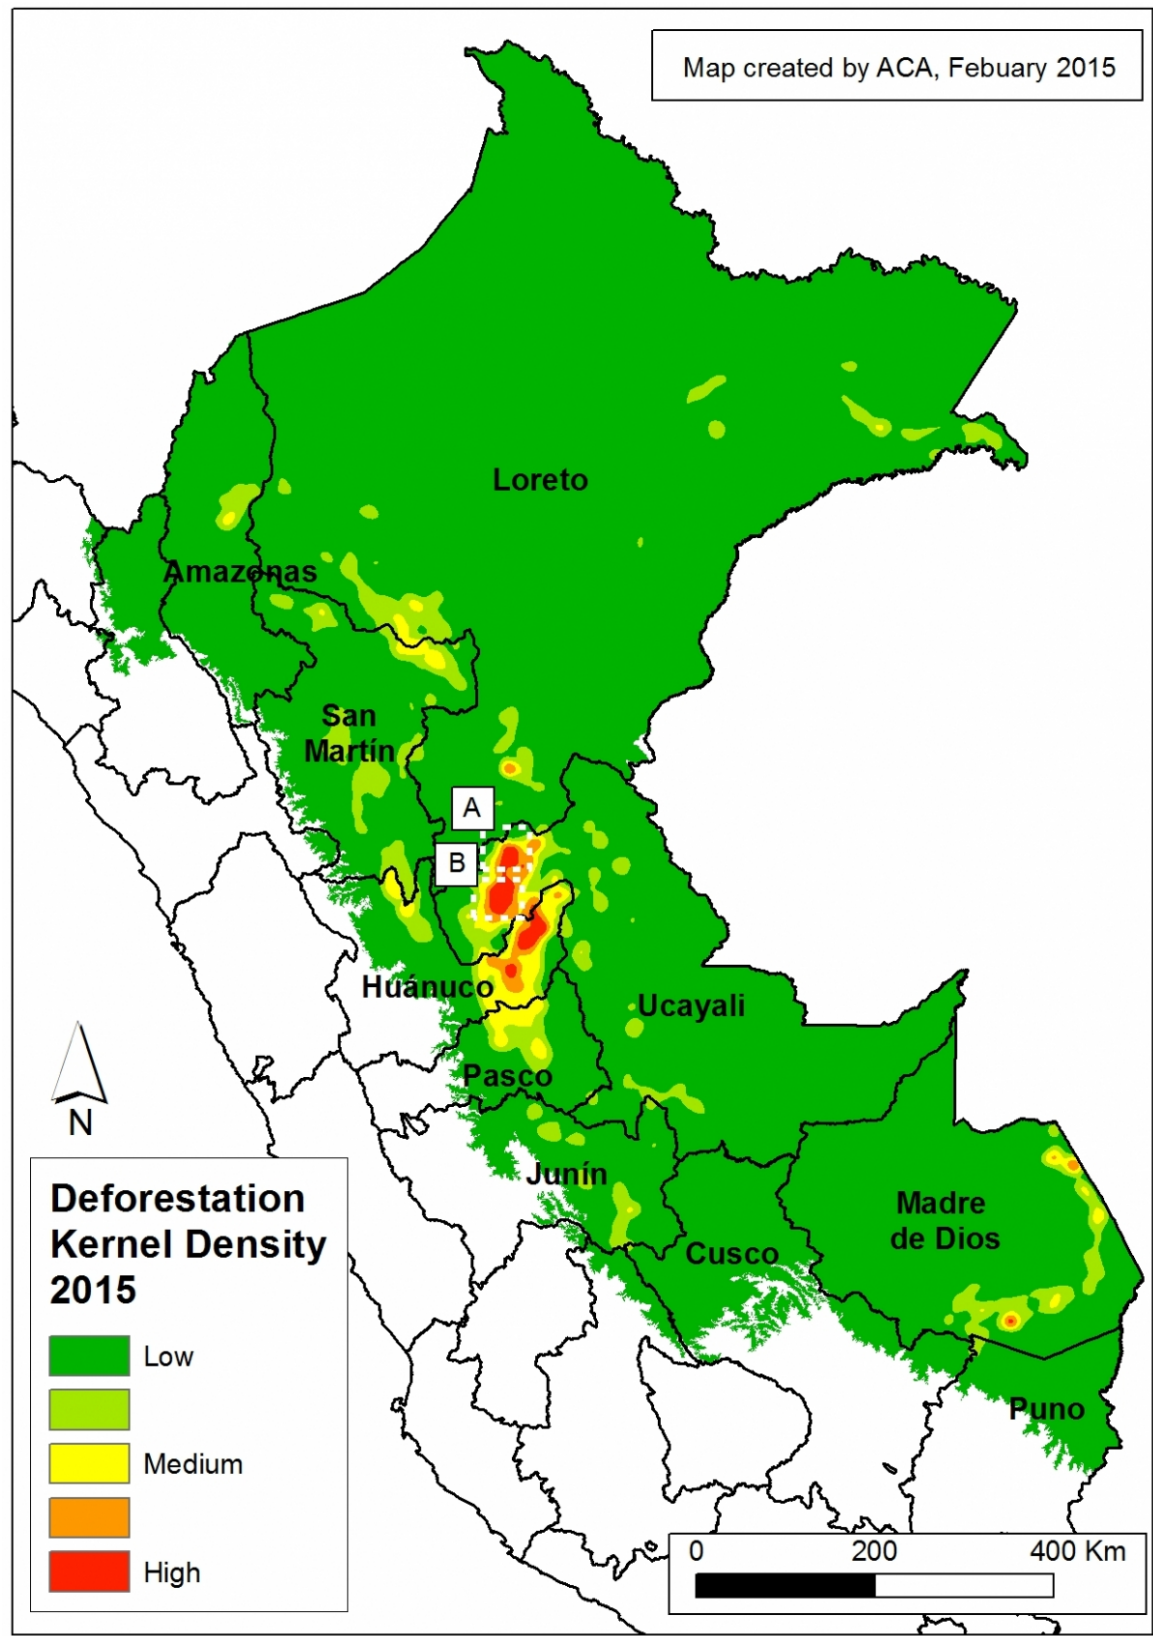 Map created by ACA, Febuary 2015
Loreto
Amazonas
San
Martín
A
B
Huánuco
Ucayali
Pasco
N
Junín
Madre
de Dios
Cusco
Puno
Deforestation
Kernel Density
2015
Low
Medium
High
0 200 400 Km